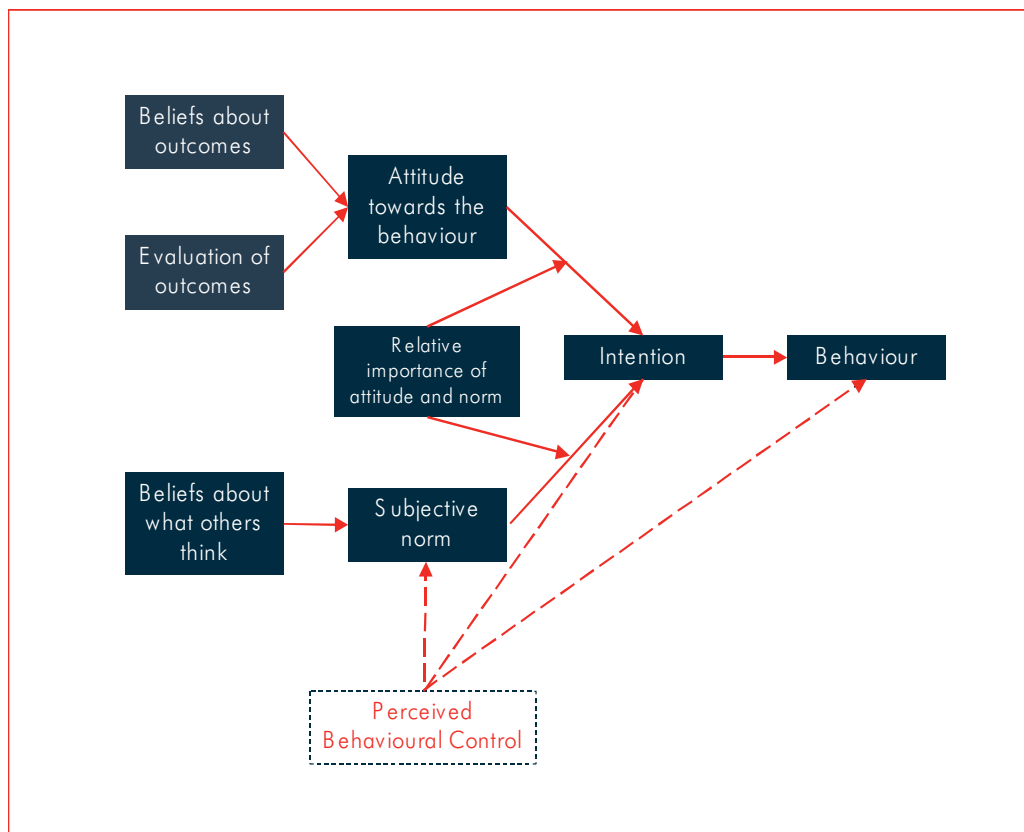 Beliefs about
outcomes
Attitude
towards the
behaviour
Evaluation of
outcomes
Relative
importance of
attitude and norm
Intention
Behaviour
Beliefs about
what others
think
Subjective
norm
Perceived
Behavioural Control